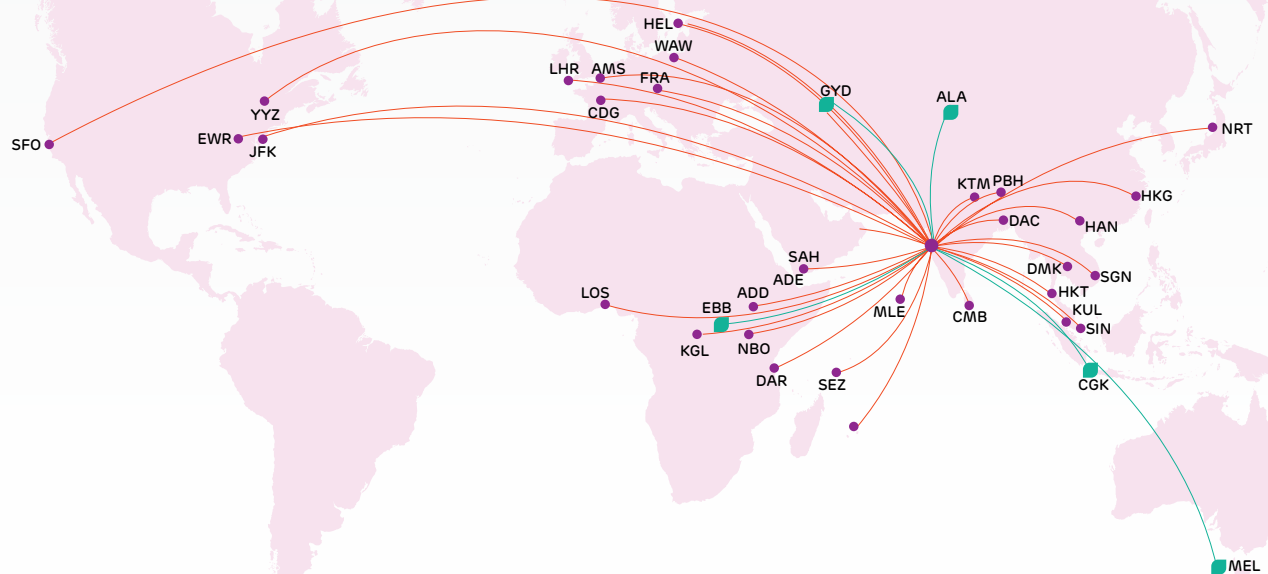 HEL
WAW
LHR
AMS
FRA
GYD
ALA
YYZ
CDG
EWR
JFK
SFO
NRT
KTM
PBH
HKG
DAC
HAN
SAH
ADE
DMK
SGN
LOS
ADD
EBB
HKT
MLE
CMB
KUL
SIN
KGL
NBO
DAR
SEZ
CGK
MEL